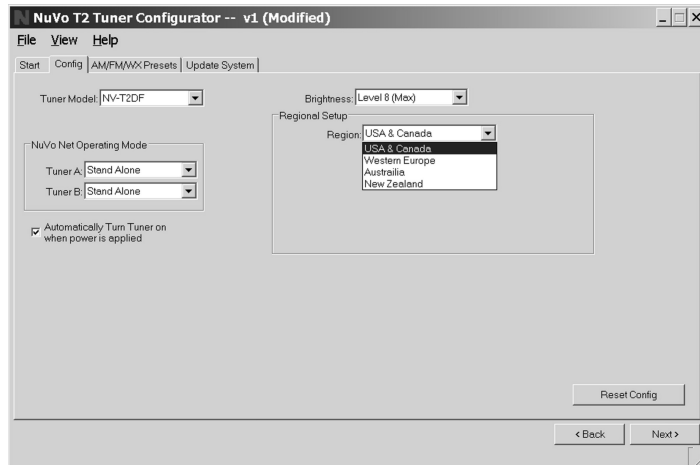 NuVo T2 Tuner Configurator -- v1 (Modified)
File View Help
Start Config AM/FM/WX Presets Update System
Tuner Model: NV-T2DF
Brightness: Level 8 (Max)
Regional Setup
Region: USA & Canada
USA & Canada
Western Europe
Austrailia
New Zealand
NuVo Net Operating Mode
Tuner A: Stand Alone
Tuner B: Stand Alone
Automatically Turn Tuner on
when power is applied
Reset Config
< Back Next >